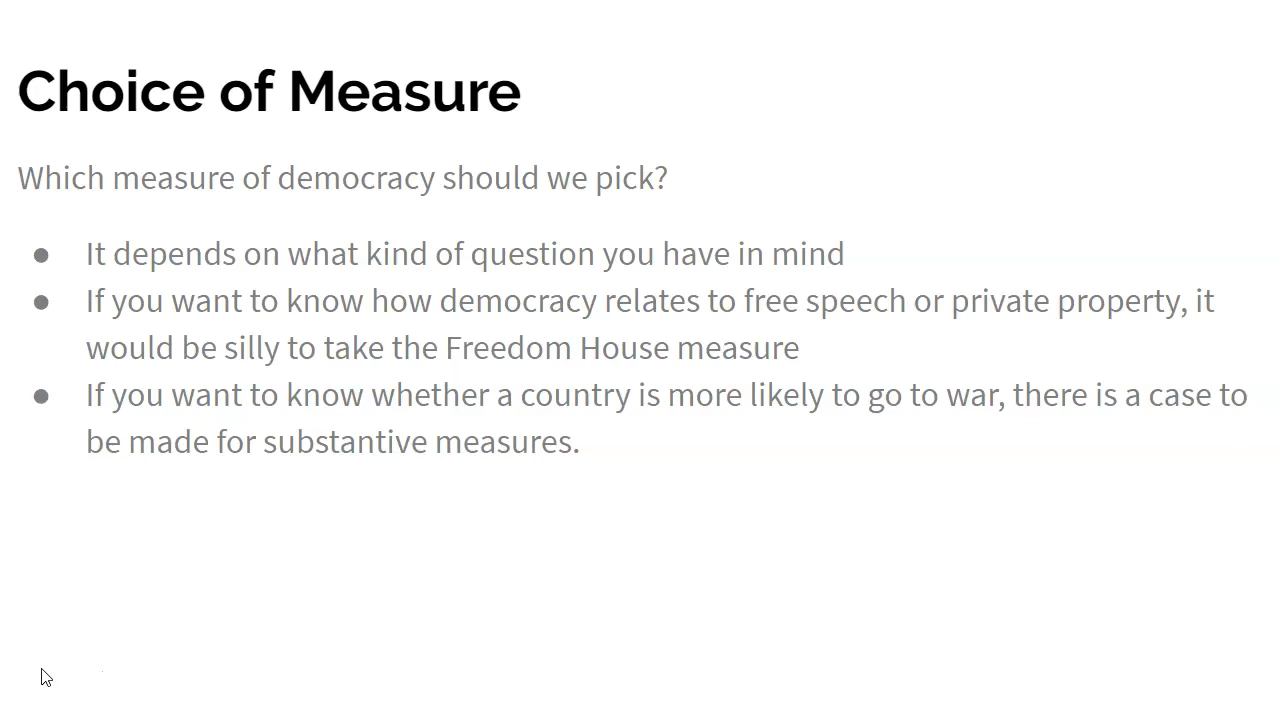 Choice of Measure
Which measure of democracy should we pick?
● It depends on what kind of question you have in mind
● If you want to know how democracy relates to free speech or private property, it
would be silly to take the Freedom House measure
● If you want to know whether a country is more likely to go to war, there is a case to
be made for substantive measures.